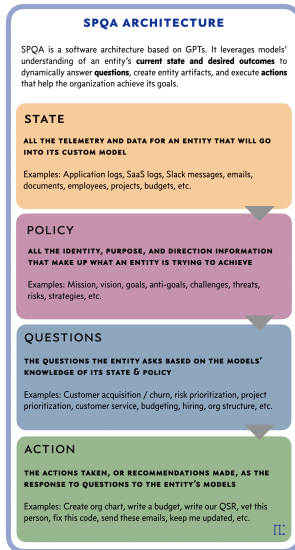 SPQA ARCHITECTURE
SPQA is a software architecture based on GPTs. It leverages models'
understanding of an entity's current state and desired outcomes to
dynamically answer questions, create entity artifacts, and execute actions
that help the organization achieve its goals.
STATE
ALL THE TELEMETRY AND DATA FOR AN ENTITY THAT WILL GO
INTO ITS CUSTOM MODEL
Examples: Application logs, SaaS logs, Slack messages, emails,
documents, employees, projects, budgets, etc.
POLICY
ALL THE IDENTITY, PURPOSE, AND DIRECTION INFORMATION
THAT MAKE UP WHAT AN ENTITY IS TRYING TO ACHIEVE
Examples: Mission, vision, goals, anti-goals, challenges, threats,
risks, strategies, etc.
QUESTIONS
THE QUESTIONS THE ENTITY ASKS BASED ON THE MODELS'
KNOWLEDGE OF ITS STATE & POLICY
Examples: Customer acquisition / churn, risk prioritization, project
prioritization, customer service, budgeting, hiring, org structure, etc.
ACTION
THE ACTIONS TAKEN, OR RECOMMENDATIONS MADE, AS THE
RESPONSE TO QUESTIONS TO THE ENTITY'S MODELS
Examples: Create org chart, write a budget, write our QSR, vet this
person, fix this code, send these emails, keep me updated, etc.